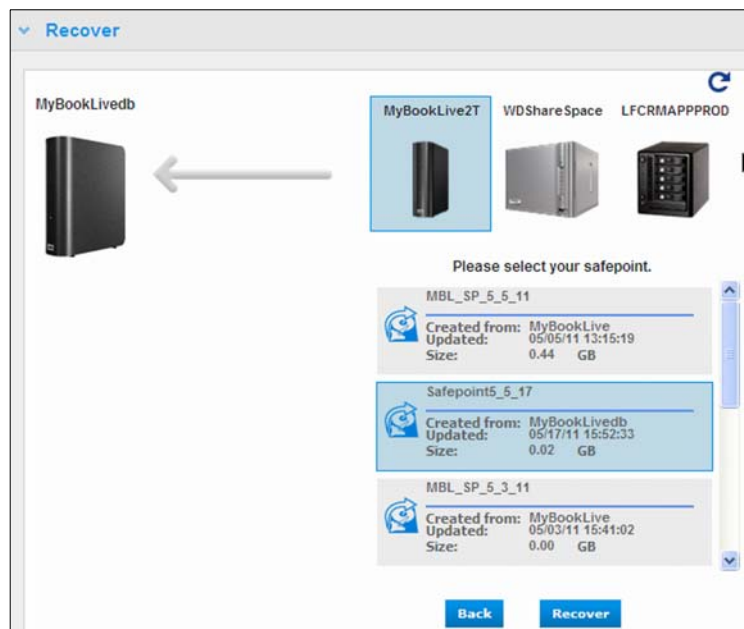 Recover
MyBookLivedb
MyBookLive2T WDShareSpace LFCRMAPPPROD
Please select your safepoint.
MBL_SP_5_5_11
Created from: MyBookLive
Updated: 05/05/11 13:15:19
Size: 0.44 GB
Safepoint5_5_17
Created from: MyBookLivedb
Updated: 05/17/11 15:52:33
Size: 0.02 GB
MBL_SP_5_3_11
Created from: MyBookLive
Updated: 05/03/11 15:41:02
Size: 0.00 GB
Back Recover